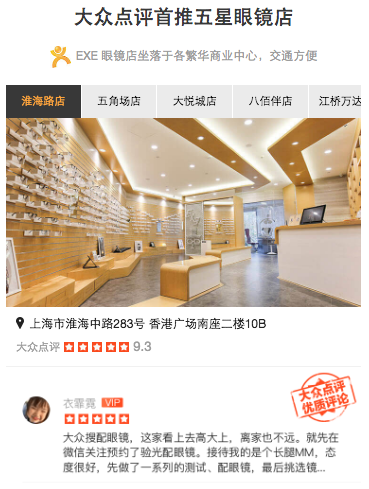 大众点评首推五星眼镜店
EXE 眼镜店坐落于各繁华商业中心，交通方便
淮海路店 五角场店 大悦城店 八佰伴店 江桥万达
上海市淮海中路283号 香港广场南座二楼10B
大众点评 9.3
衣霏霓 VIP
大众点评
优质评论
大众搜配眼镜，这家看上去高大上，离家也不远。就先在
微信关注预约了验光配眼镜。接待我的是个长腿MM，态
度很好，先做了一系列的测试、配眼镜，最后挑选镜...